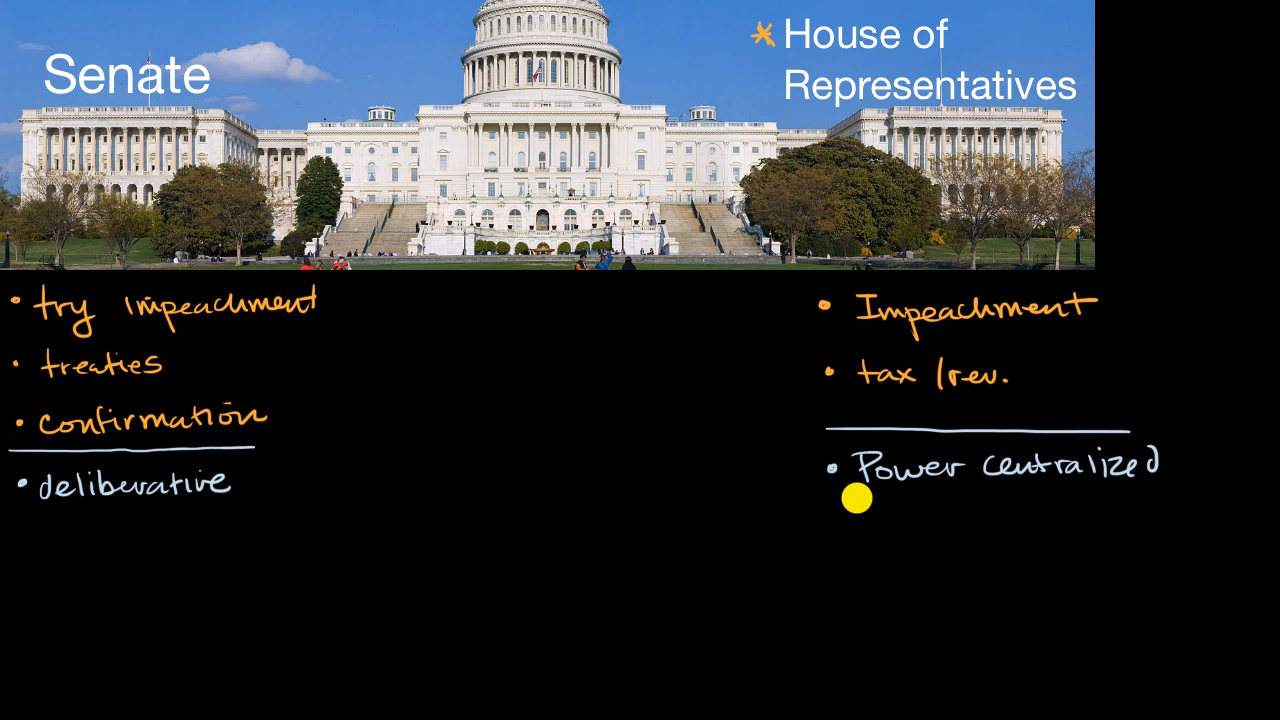 Senate
House of
Representatives
• try impeachment
• treaties
• confirmation
• deliberative
• Impeachment
• tax /rev.
• Power centralized